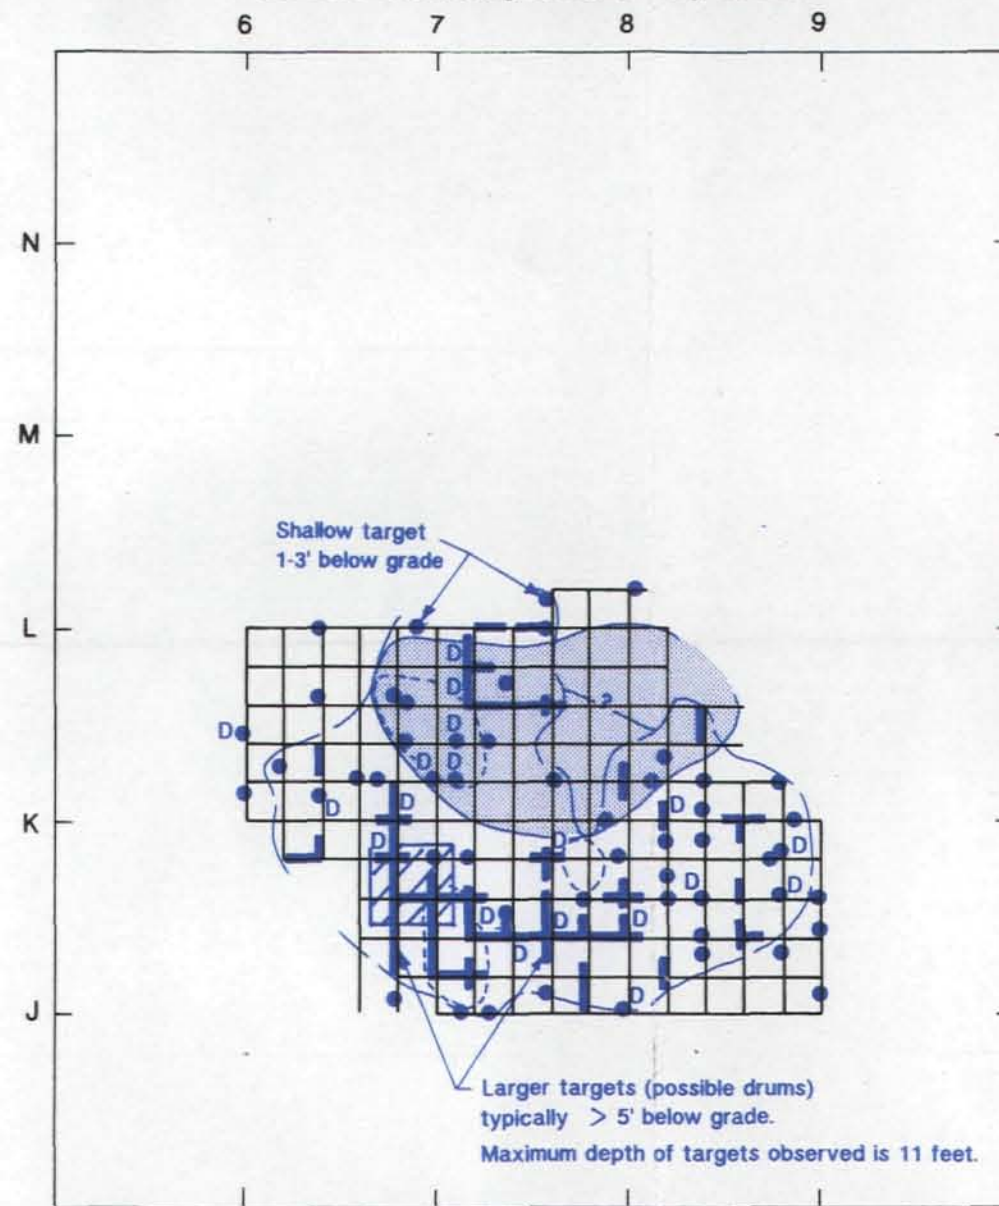 6 7 8 9
N
M
Shallow target
1-3' below grade
L
D
D
D ? D
D D
D D
K
D D D
D D
D D D
D
J D
Larger targets (possible drums)
typically > 5' below grade.
Maximum depth of targets observed is 11 feet.